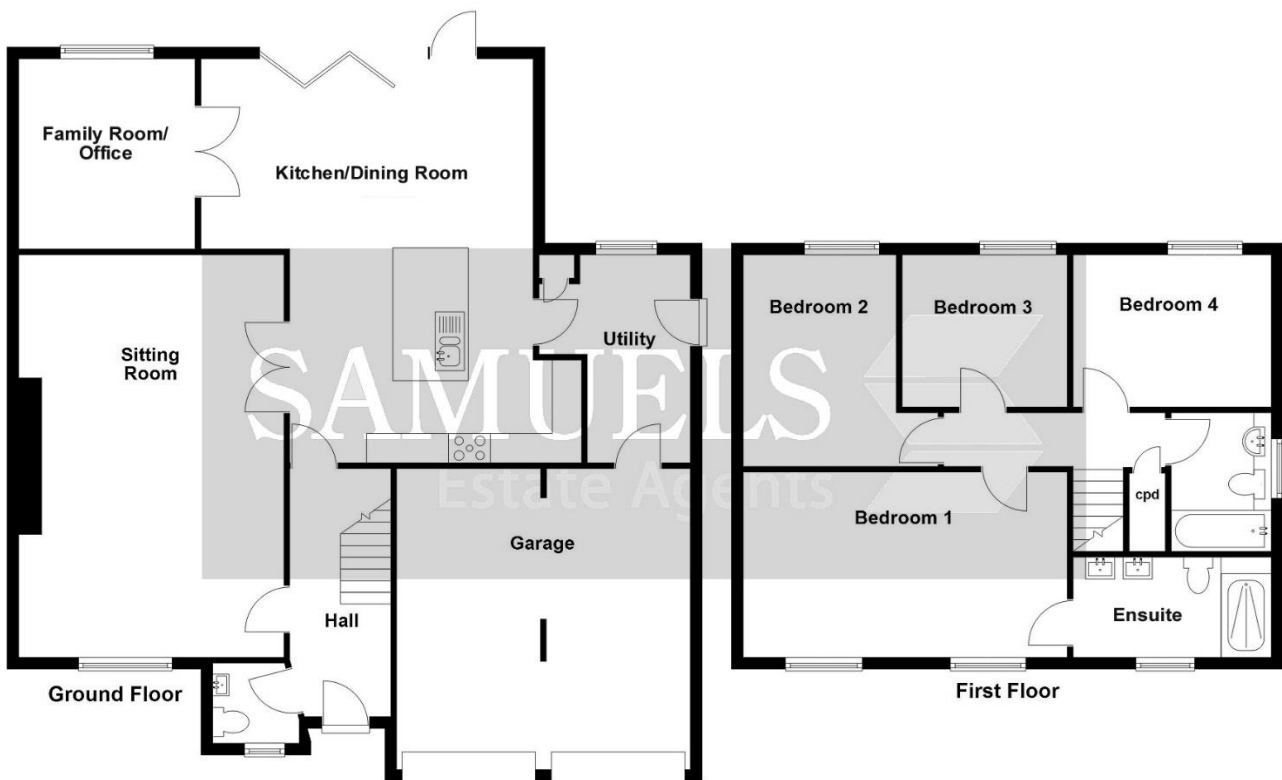 Family Room/
Office
Kitchen/Dining Room
Sitting
Room
Utility
Bedroom 2
Bedroom 3
Bedroom 4
SAMUELS
Estate Agents
cpd
Garage
Bedroom 1
Hall
Ensuite
Ground Floor
First Floor